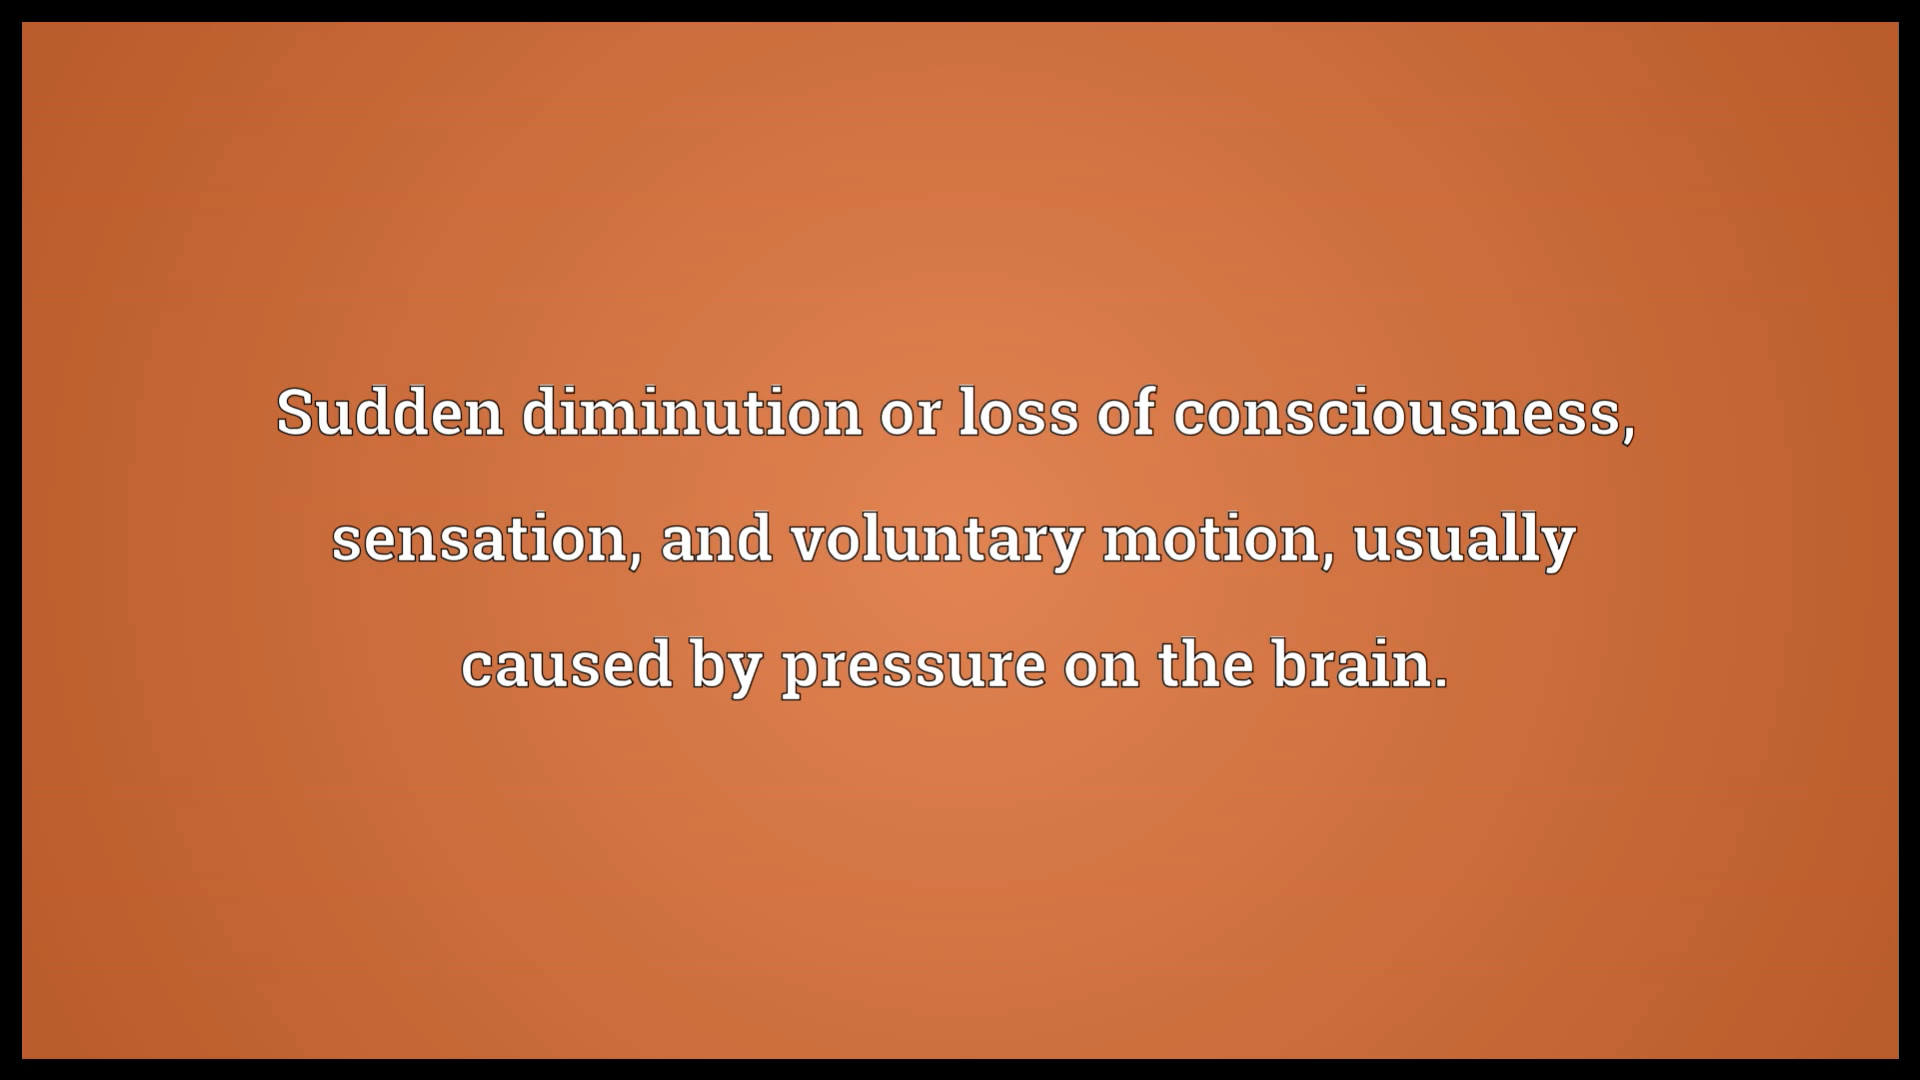 Sudden diminution or loss of consciousness,
sensation, and voluntary motion, usually
caused by pressure on the brain.